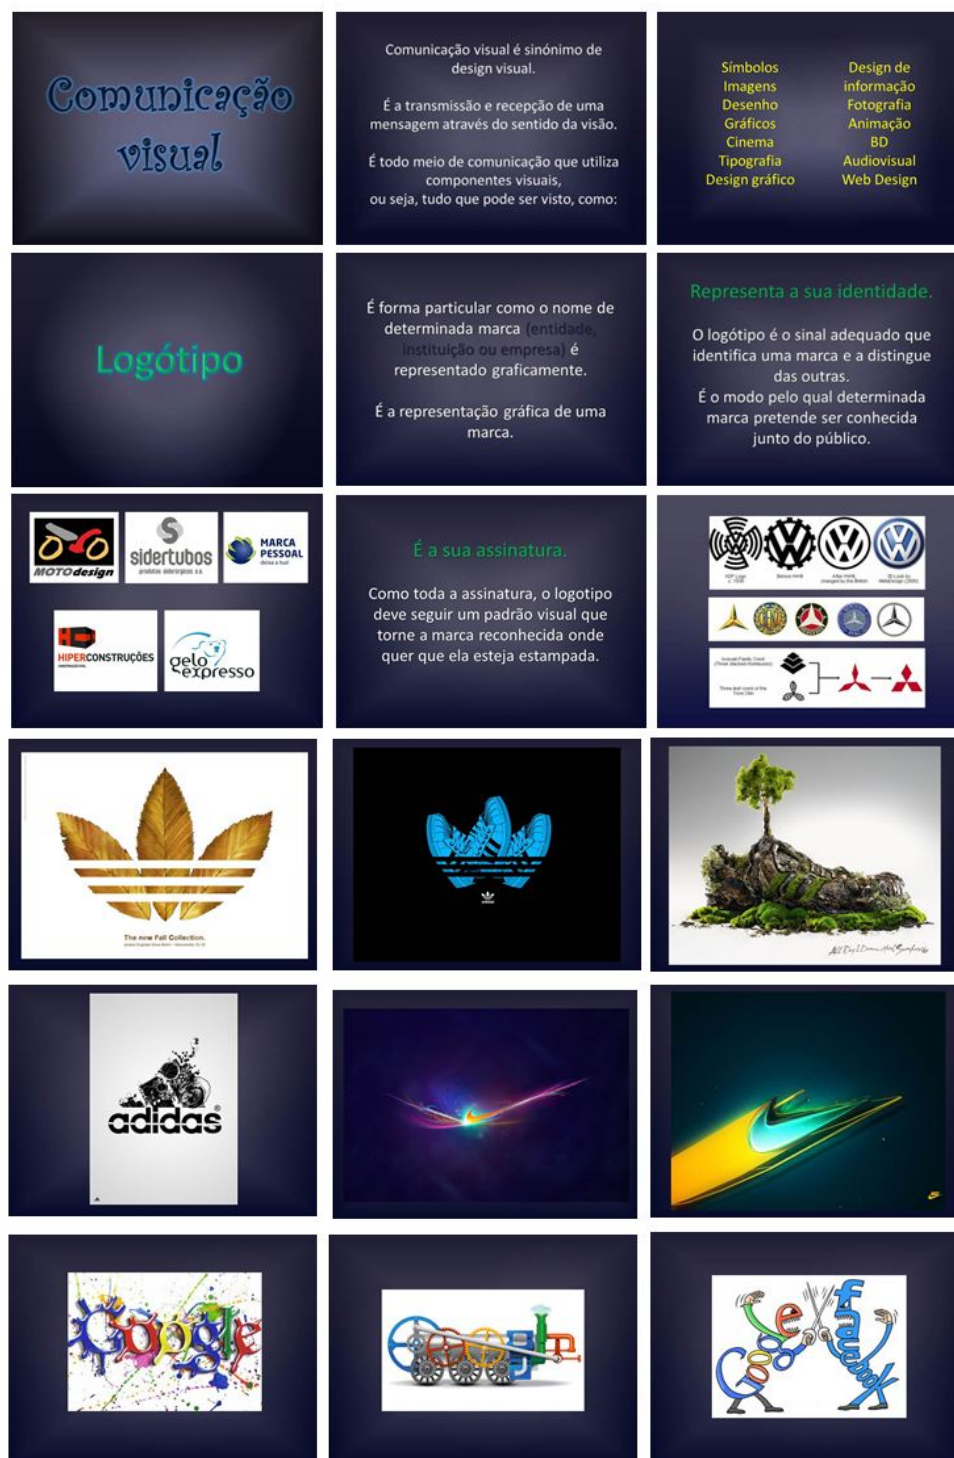 Comunicação
visual
Comunicação visual é sinónimo de
design visual.
É a transmissão e recepção de uma
mensagem através do sentido da visão.
É todo meio de comunicação que utiliza
componentes visuais,
ou seja, tudo que pode ser visto, como:
Símbolos
Imagens
Desenho
Gráficos
Cinema
Tipografia
Design gráfico
Design de
informação
Fotografia
Animação
BD
Audiovisual
Web Design
Logótipo
É forma particular como o nome de
determinada marca (entidade,
instituição ou empresa) é
representado graficamente.
É a representação gráfica de uma
marca.
Representa a sua identidade.
O logótipo é o sinal adequado que
identifica uma marca e a distingue
das outras.
É o modo pelo qual determinada
marca pretende ser conhecida
junto do público.
MOTOdesign
sidertubos
produtos siderúrgicos s.a.
MARCA
PESSOAL
deixa a tua!
HIPERCONSTRUÇÕES
gelo
expresso
É a sua assinatura.
Como toda a assinatura, o logotipo
deve seguir um padrão visual que
torne a marca reconhecida onde
quer que ela esteja estampada.
The new Fall Collection.
adidas
Google
Google
facebook